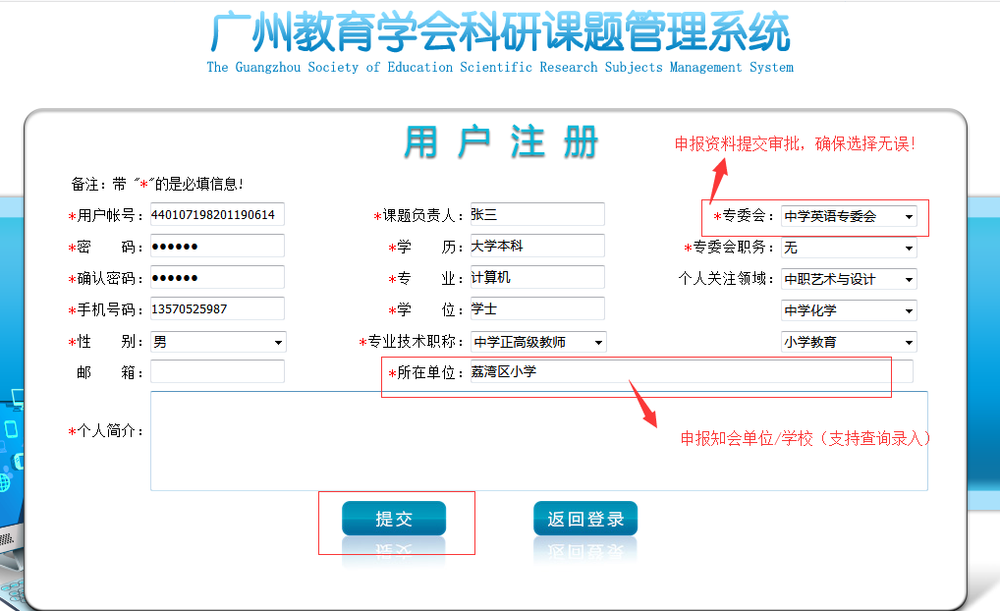 广州教育学会科研课题管理系统
The Guangzhou Society of Education Scientific Research Subjects Management System
用户注册
申报资料提交审批，确保选择无误！
备注：带 "*"的是必填信息！
*用户帐号： 440107198201190614 *课题负责人： 张三 *专委会： 中学英语专委会
*密 码： ●●●●●● *学 历： 大学本科 *专委会职务： 无
*确认密码： ●●●●●● *专 业： 计算机 个人关注领域： 中职艺术与设计
*手机号码： 13570525987 *学 位： 学士 中学化学
*性 别： 男 *专业技术职称： 中学正高级教师 小学教育
邮 箱： *所在单位： 荔湾区小学
*个人简介：
申报知会单位/学校（支持查询录入）
提交 返回登录